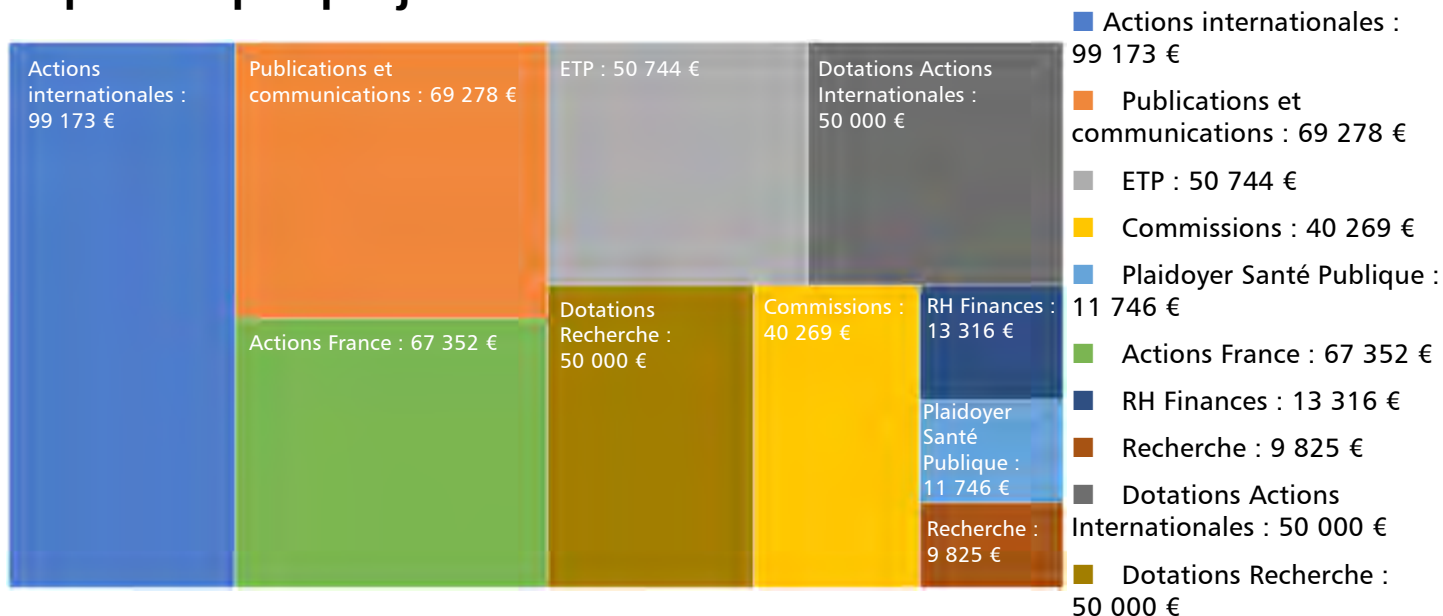 Actions
internationales :
99 173 €
Publications et
communications : 69 278 €
ETP : 50 744 €
Dotations Actions
Internationales :
50 000 €
Actions France : 67 352 €
Dotations
Recherche :
50 000 €
Commissions :
40 269 €
RH Finances :
13 316 €
Plaidoyer
Santé
Publique :
11 746 €
Recherche :
9 825 €
Actions internationales :
99 173 €
Publications et
communications : 69 278 €
ETP : 50 744 €
Commissions : 40 269 €
Plaidoyer Santé Publique :
11 746 €
Actions France : 67 352 €
RH Finances : 13 316 €
Recherche : 9 825 €
Dotations Actions
Internationales : 50 000 €
Dotations Recherche :
50 000 €